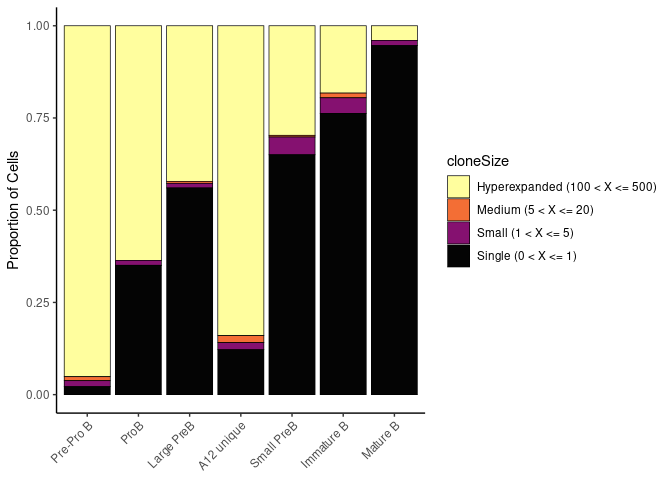 1.00
0.75
0.50
0.25
0.00
Proportion of Cells
Pre-Pro B
ProB
Large PreB
A12 unique
Small PreB
Immature B
Mature B
cloneSize
Hyperexpanded (100 < X <= 500)
Medium (5 < X <= 20)
Small (1 < X <= 5)
Single (0 < X <= 1)